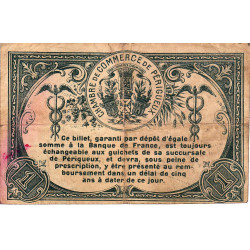 CHAMBRE DE COMMERCE DE PÉRIGUEUX
Ce billet, garanti par dépôt d'égale
somme à la Banque de France, est toujours
échangeable aux guichets de sa succursale
de Périgueux, et devra, sous peine de
prescription, y être présenté au rem-
boursement dans un délai de cinq
ans à dater de ce jour.
1 1